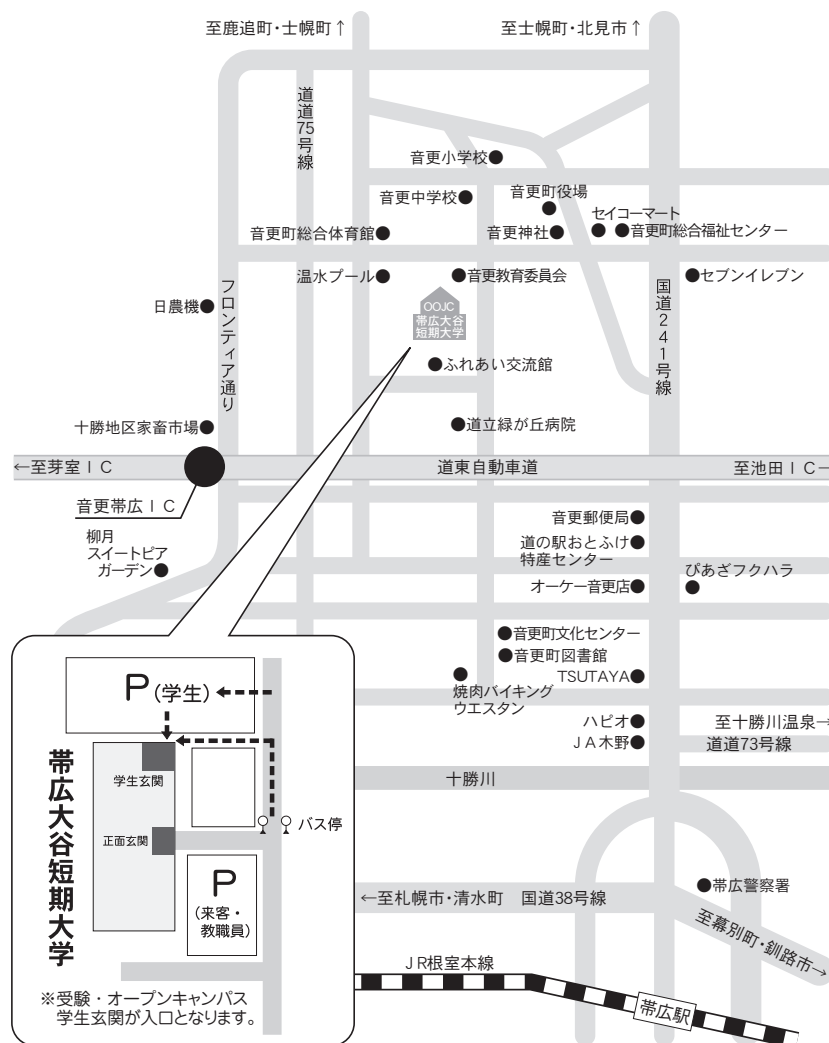 至鹿追町・士幌町↑
至士幌町・北見市↑
道道75号線
音更小学校
音更中学校
音更町役場
セイコーマート
音更町総合体育館
音更神社
音更町総合福祉センター
温水プール
音更教育委員会
セブンイレブン
フロンティア通り
国道241号線
日農機
OOJC
帯広大谷
短期大学
ふれあい交流館
十勝地区家畜市場
道立緑が丘病院
←至芽室IC
道東自動車道
至池田IC→
音更帯広IC
音更郵便局
柳月
スイートピア
ガーデン
道の駅おとふけ
特産センター
ぴあざフクハラ
オーケー音更店
音更町文化センター
音更町図書館
TSUTAYA
焼肉バイキング
ウエスタン
ハピオ
至十勝川温泉→
JA木野
道道73号線
十勝川
P(学生)
帯広大谷短期大学
学生玄関
バス停
正面玄関
P
(来客・
教職員)
※受験・オープンキャンパス
学生玄関が入口となります。
帯広警察署
←至札幌市・清水町 国道38号線
至幕別町・釧路市→
JR根室本線
帯広駅